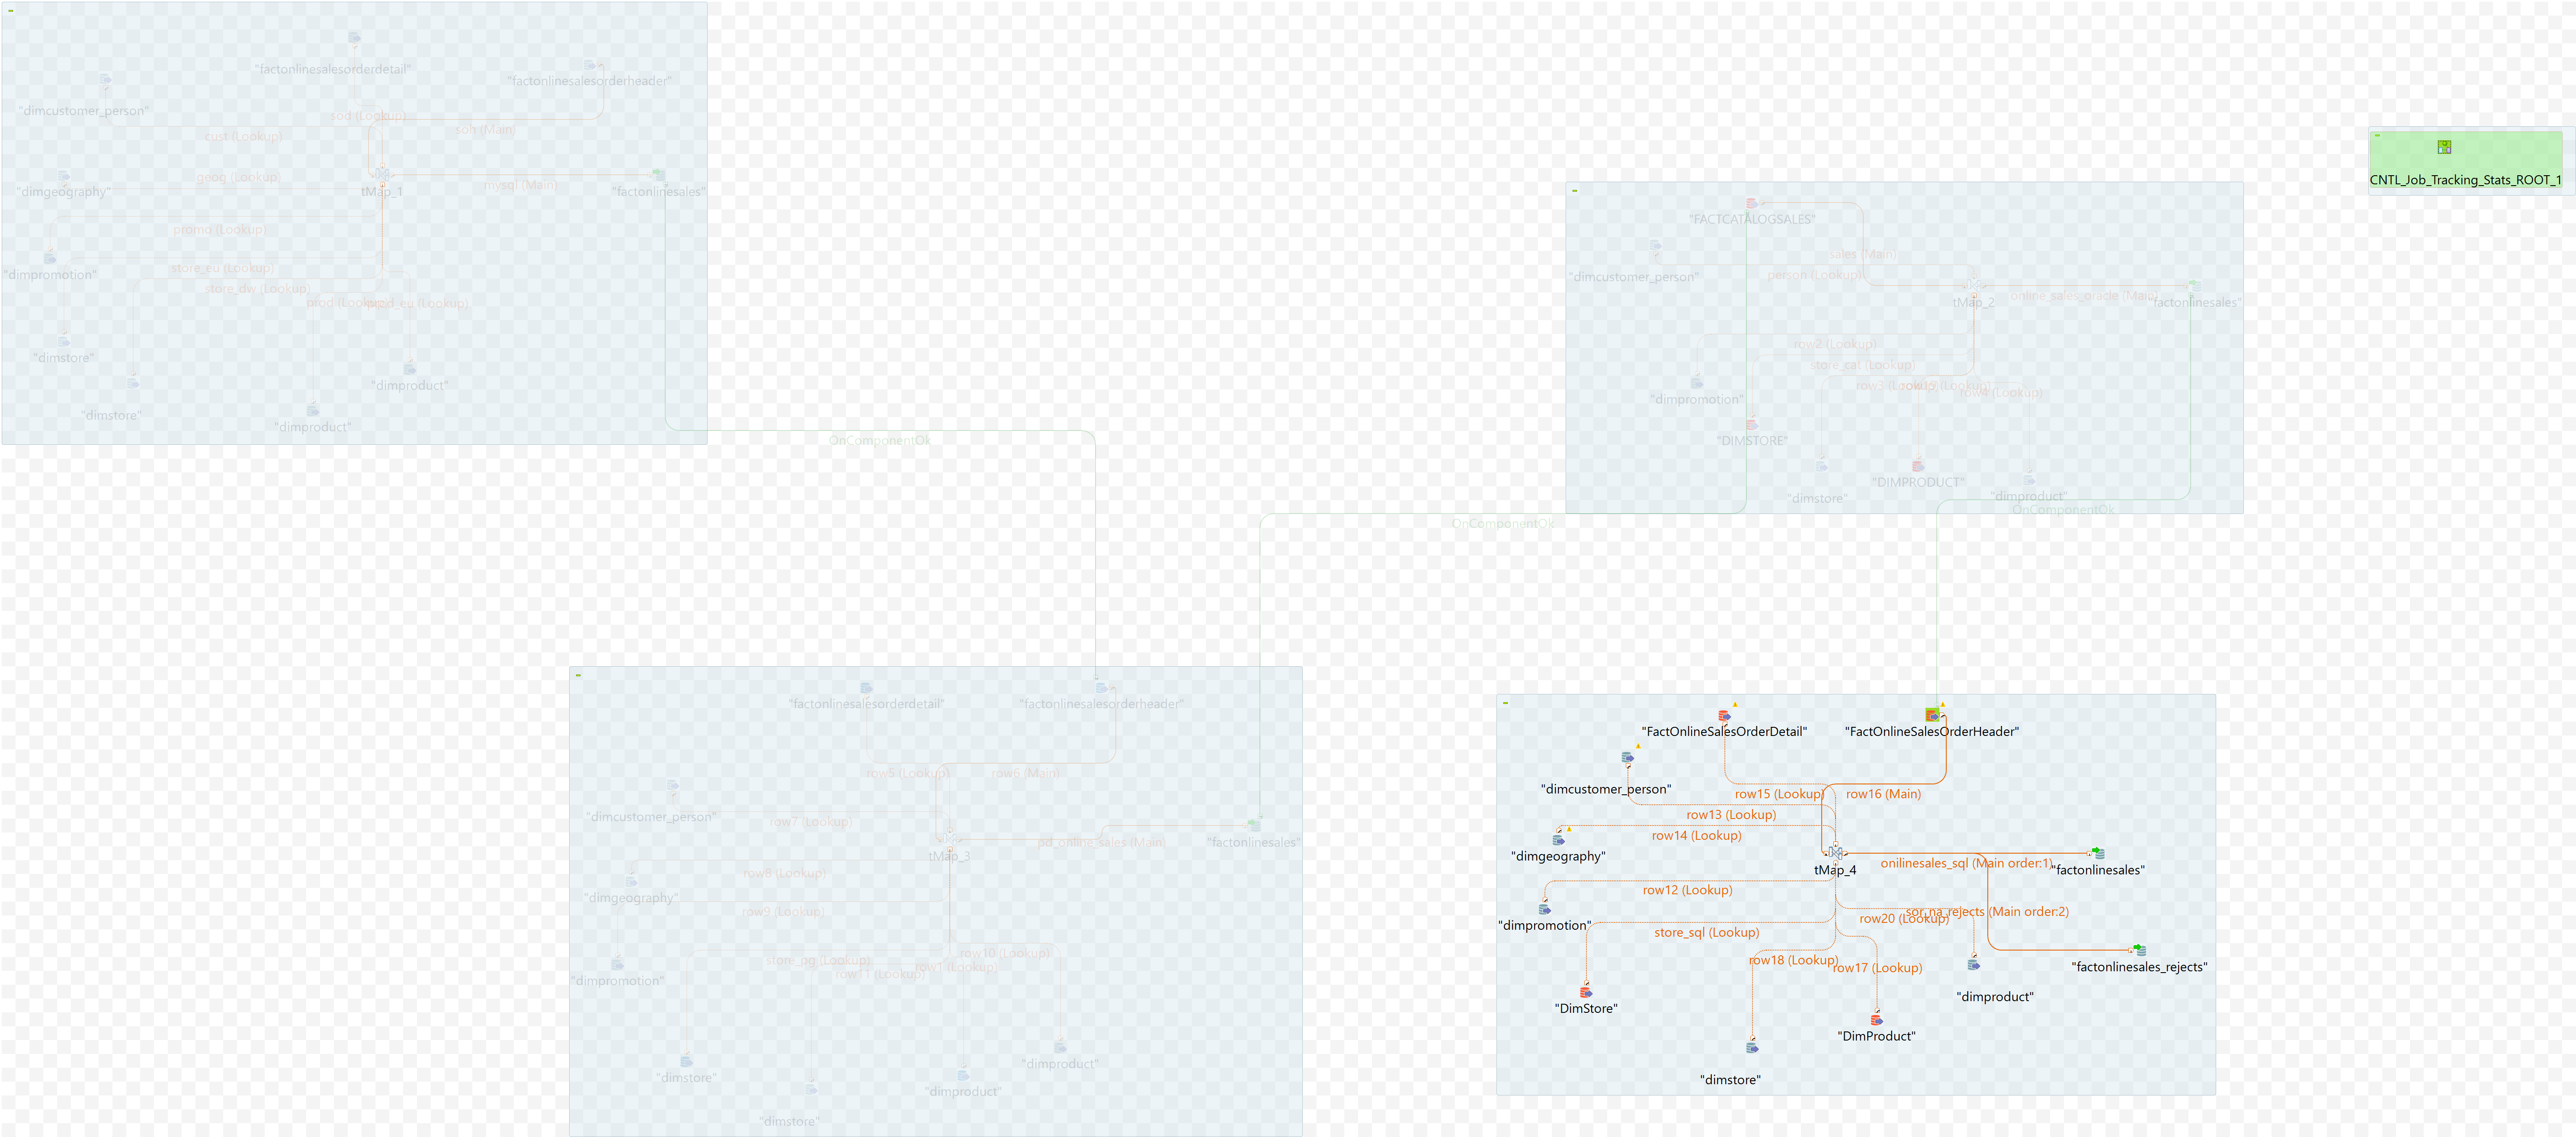 "factonlinesalesorderdetail"
"factonlinesalesorderheader"
"dimcustomer_person"
sod (Lookup)
soh (Main)
cust (Lookup)
geog (Lookup)
mysql (Main)
"dimgeography"
tMap_1
"factonlinesales"
promo (Lookup)
store_eu (Lookup)
"dimpromotion"
store_dw (Lookup)
prod (Lookup)
prod_eu (Lookup)
"dimstore"
"dimproduct"
"dimstore"
"dimproduct"
OnComponentOk
CNTL_Job_Tracking_Stats_ROOT_1
"FACTCATALOGSALES"
sales (Main)
"dimcustomer_person"
person (Lookup)
online_sales_oracle (Main)
tMap_2
"factonlinesales"
row2 (Lookup)
store_cat (Lookup)
row3 (Lookup)
row19 (Lookup)
row4 (Lookup)
"dimpromotion"
"DIMSTORE"
"DIMPRODUCT"
"dimstore"
"dimproduct"
OnComponentOk
OnComponentOk
"factonlinesalesorderdetail"
"factonlinesalesorderheader"
row5 (Lookup)
row6 (Main)
"dimcustomer_person"
row7 (Lookup)
pd_online_sales (Main)
"factonlinesales"
tMap_3
row8 (Lookup)
"dimgeography"
row9 (Lookup)
row10 (Lookup)
store_pg (Lookup)
row1 (Lookup)
row11 (Lookup)
"dimpromotion"
"dimproduct"
"dimstore"
"dimproduct"
"dimstore"
"FactOnlineSalesOrderDetail"
"FactOnlineSalesOrderHeader"
"dimcustomer_person"
row15 (Lookup)
row16 (Main)
row13 (Lookup)
row14 (Lookup)
"dimgeography"
onilinesales_sql (Main order:1)
tMap_4
"factonlinesales"
row12 (Lookup)
sor_na_rejects (Main order:2)
row20 (Lookup)
"dimpromotion"
store_sql (Lookup)
row18 (Lookup)
row17 (Lookup)
"factonlinesales_rejects"
"dimproduct"
"DimStore"
"DimProduct"
"dimstore"